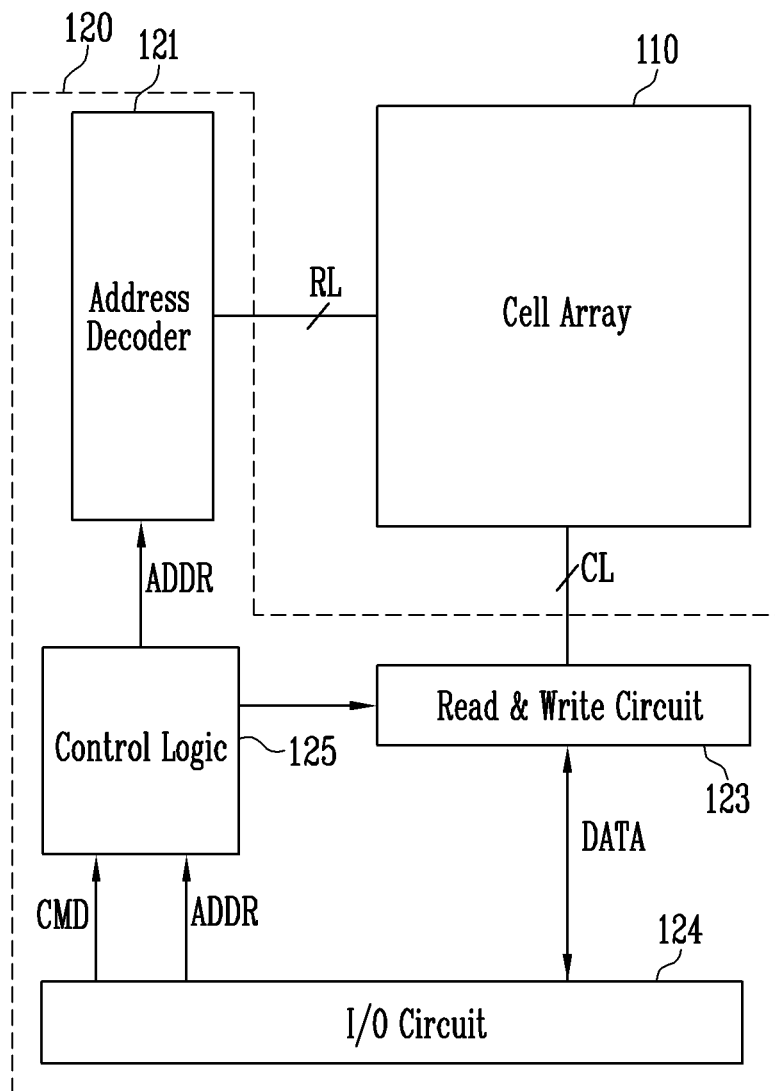 120
121
110
Address
Decoder
RL
Cell Array
ADDR
CL
Control Logic
125
Read & Write Circuit
123
DATA
CMD
ADDR
124
I/O Circuit